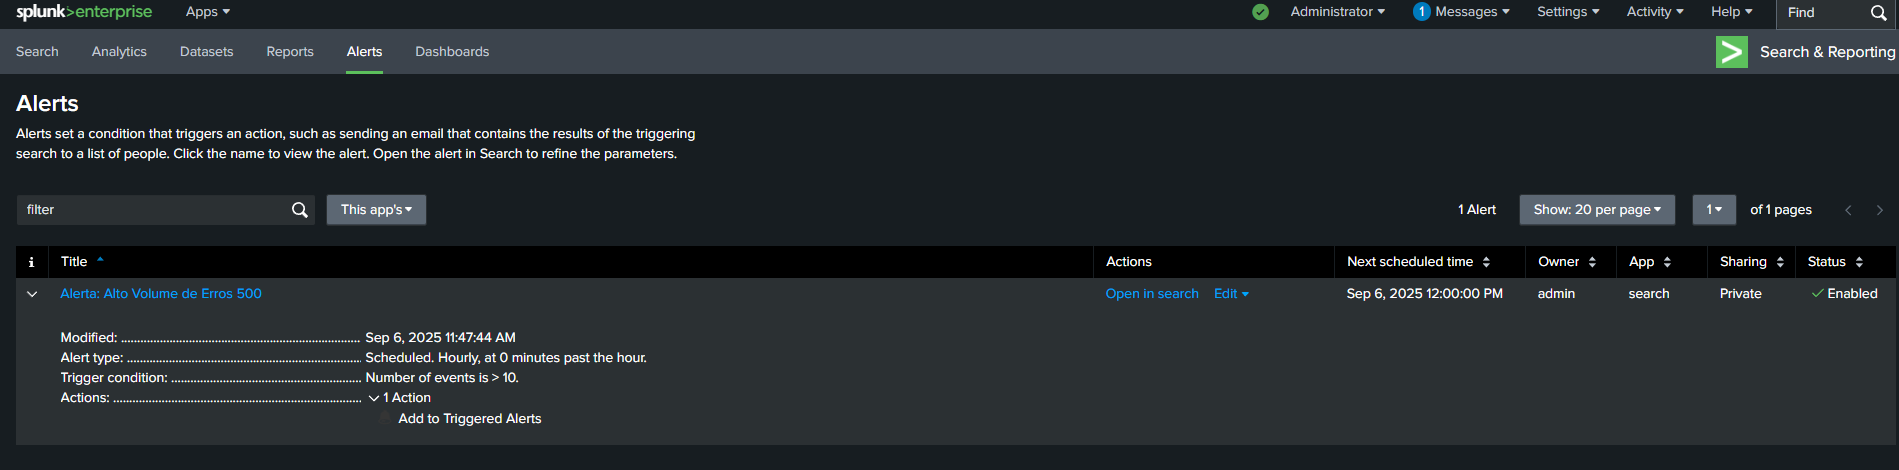 splunk>enterprise Apps Administrator 1 Messages Settings Activity Help Find
Search Analytics Datasets Reports Alerts Dashboards > Search & Reporting
Alerts
Alerts set a condition that triggers an action, such as sending an email that contains the results of the triggering
search to a list of people. Click the name to view the alert. Open the alert in Search to refine the parameters.
filter This app's 1 Alert Show: 20 per page 1 of 1 pages
i Title Actions Next scheduled time Owner App Sharing Status
Alerta: Alto Volume de Erros 500 Open in search Edit Sep 6, 2025 12:00:00 PM admin search Private Enabled
Modified: Sep 6, 2025 11:47:44 AM
Alert type: Scheduled. Hourly, at 0 minutes past the hour.
Trigger condition: Number of events is > 10.
Actions: 1 Action
Add to Triggered Alerts